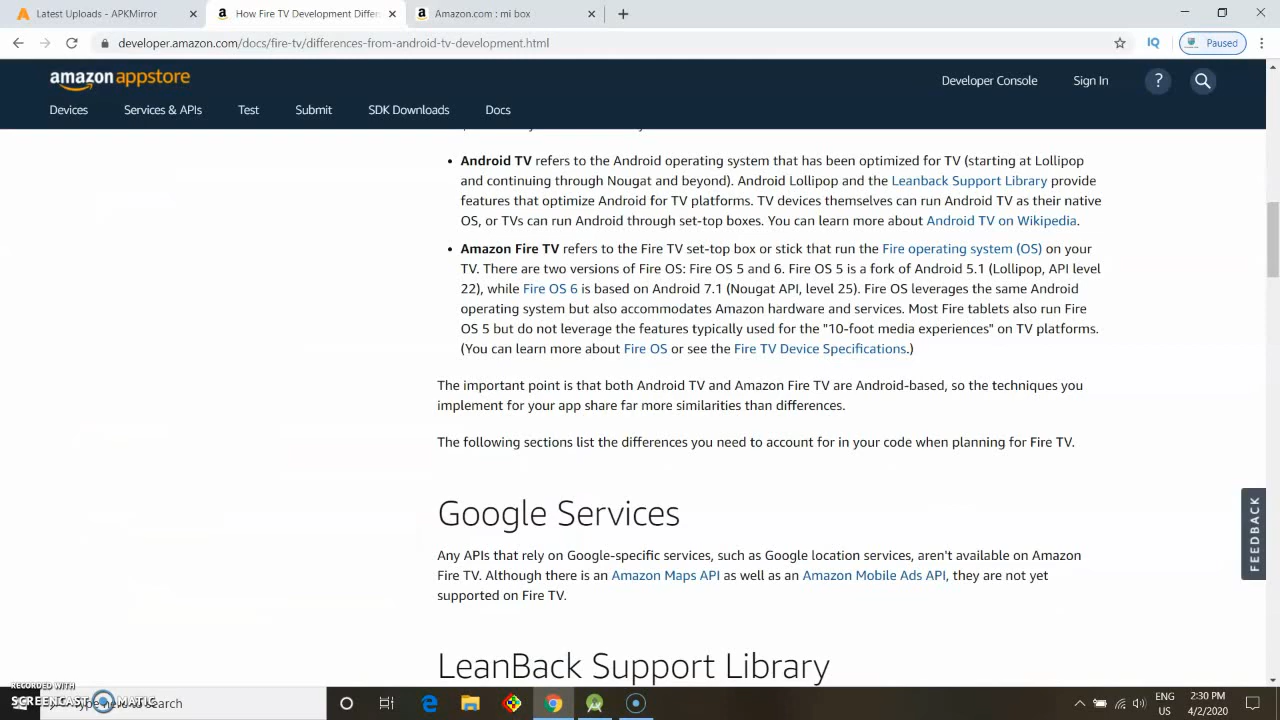 Latest Uploads - APKMirror
How Fire TV Development Differ
Amazon.com : mi box
developer.amazon.com/docs/fire-tv/differences-from-android-tv-development.html
IQ
Paused
amazon appstore
Developer Console
Sign In
?
Devices
Services & APIs
Test
Submit
SDK Downloads
Docs
• Android TV refers to the Android operating system that has been optimized for TV (starting at Lollipop
and continuing through Nougat and beyond). Android Lollipop and the Leanback Support Library provide
features that optimize Android for TV platforms. TV devices themselves can run Android TV as their native
OS, or TVs can run Android through set-top boxes. You can learn more about Android TV on Wikipedia.
• Amazon Fire TV refers to the Fire TV set-top box or stick that run the Fire operating system (OS) on your
TV. There are two versions of Fire OS: Fire OS 5 and 6. Fire OS 5 is a fork of Android 5.1 (Lollipop, API level
22), while Fire OS 6 is based on Android 7.1 (Nougat API, level 25). Fire OS leverages the same Android
operating system but also accommodates Amazon hardware and services. Most Fire tablets also run Fire
OS 5 but do not leverage the features typically used for the "10-foot media experiences" on TV platforms.
(You can learn more about Fire OS or see the Fire TV Device Specifications.)
The important point is that both Android TV and Amazon Fire TV are Android-based, so the techniques you
implement for your app share far more similarities than differences.
The following sections list the differences you need to account for in your code when planning for Fire TV.
FEEDBACK
Google Services
Any APIs that rely on Google-specific services, such as Google location services, aren't available on Amazon
Fire TV. Although there is an Amazon Maps API as well as an Amazon Mobile Ads API, they are not yet
supported on Fire TV.
LeanBack Support Library
RECORDED WITH
SCREENCAST MATIC
Type here to search
ENG
US
2:30 PM
4/2/2020